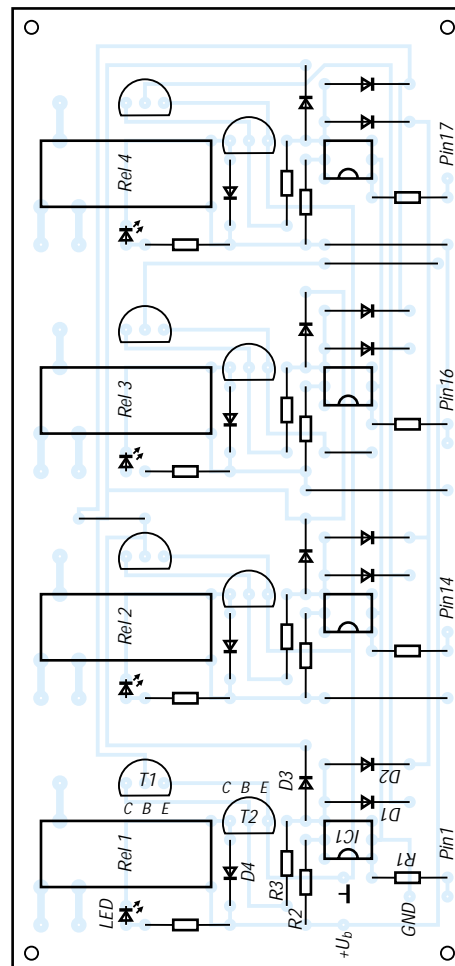 Rel 4
Pin17
Rel 3
Pin16
Rel 2
Pin14
T1
C B E
C B E
T2
D3
D2
D1
Rel 1
IC1
D4
R3
R2
R1
Pin1
LED
+Ub
GND